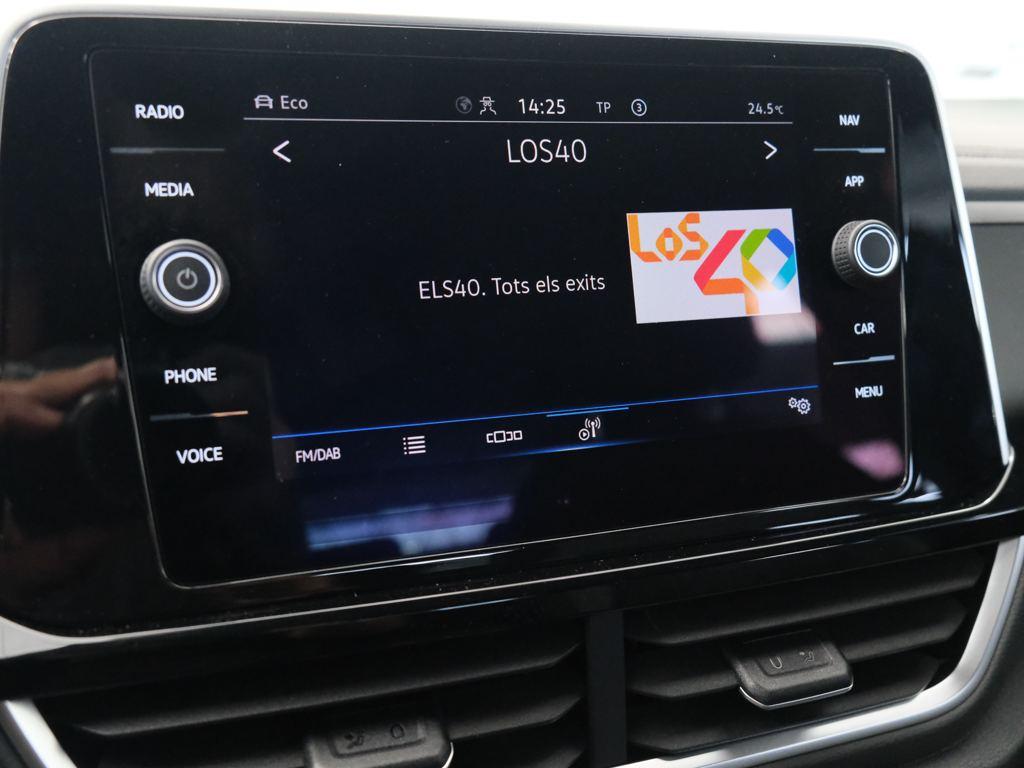 RADIO
MEDIA
PHONE
VOICE
Eco
14:25
TP
3
24.5°C
LOS40
ELS40. Tots els exits
LOS
40
FM/DAB
NAV
APP
CAR
MENU